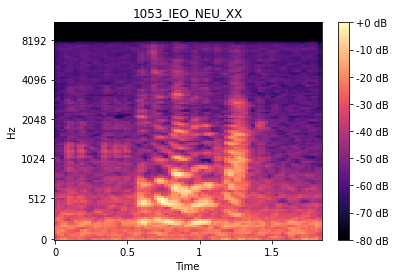 1053_IEO_NEU_XX
+0 dB
8192
-10 dB
4096
-20 dB
-30 dB
2048
Hz
-40 dB
1024
-50 dB
512
-60 dB
-70 dB
0
-80 dB
0
0.5
1
1.5
Time